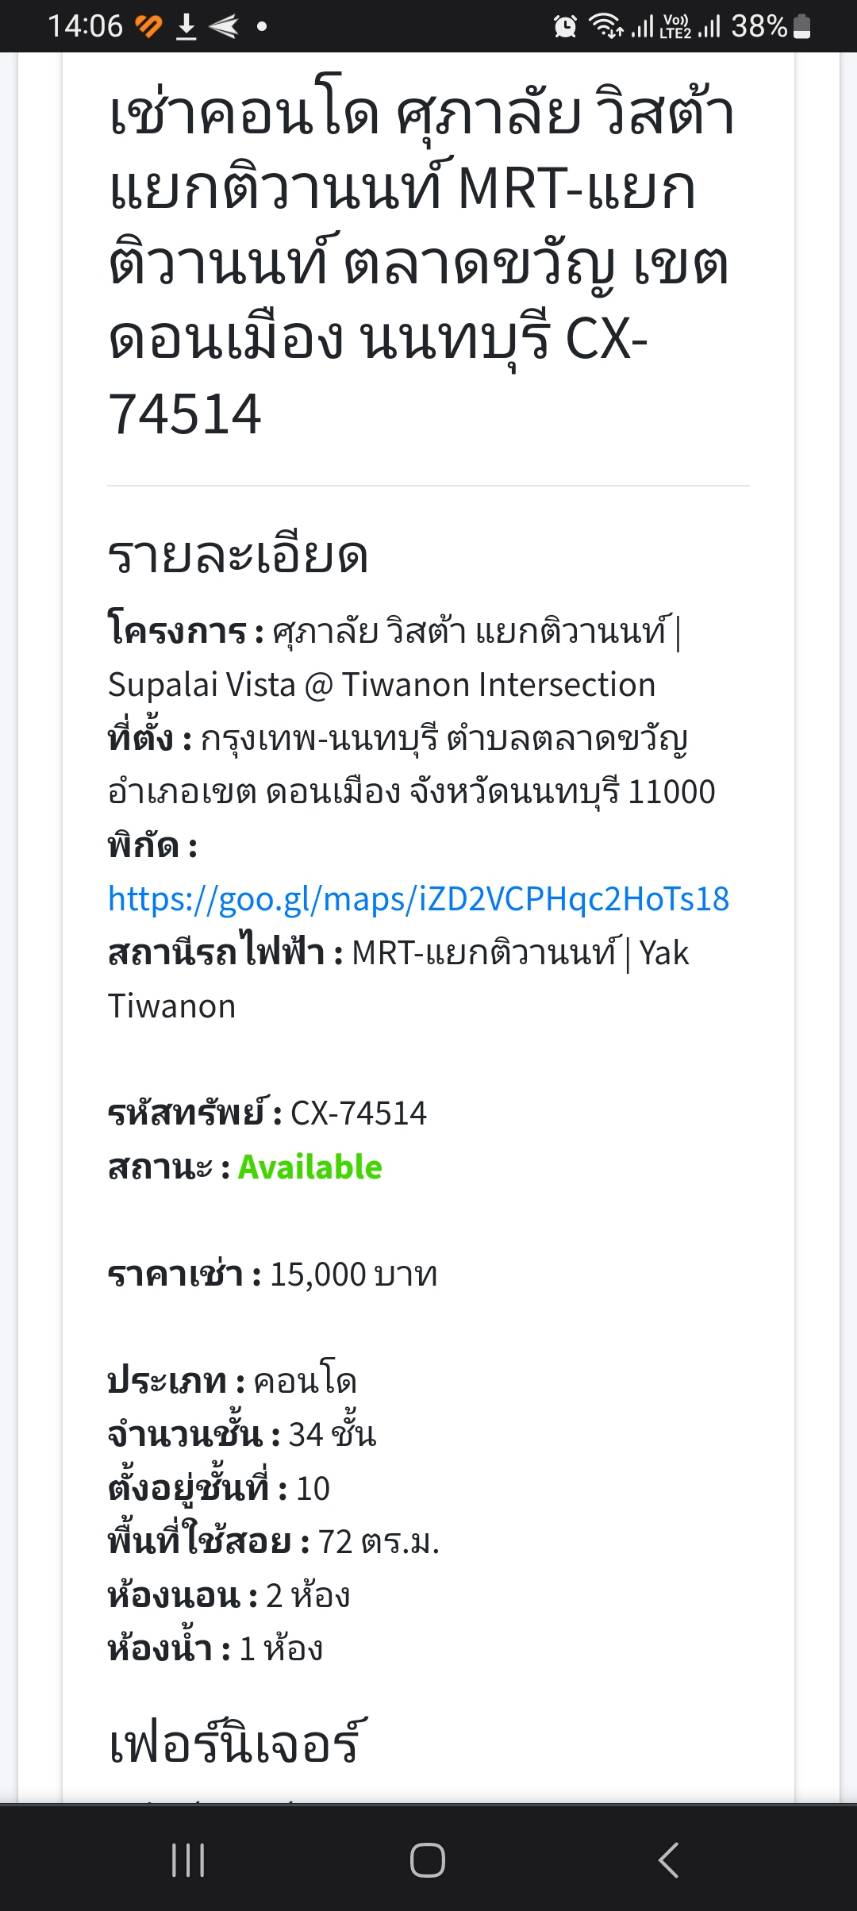 14:06
Vo))
LTE2
38%
เช่าคอนโด ศุภาลัย วิสต้า
แยกติวานนท์ MRT-แยก
ติวานนท์ ตลาดขวัญ เขต
ดอนเมือง นนทบุรี CX-
74514
รายละเอียด
โครงการ : ศุภาลัย วิสต้า แยกติวานนท์ |
Supalai Vista @ Tiwanon Intersection
ที่ตั้ง : กรุงเทพ-นนทบุรี ตำบลตลาดขวัญ
อำเภอเขต ดอนเมือง จังหวัดนนทบุรี 11000
พิกัด :
https://goo.gl/maps/iZD2VCPHqc2HoTs18
สถานีรถไฟฟ้า : MRT-แยกติวานนท์ | Yak
Tiwanon
รหัสทรัพย์ : CX-74514
สถานะ : Available
ราคาเช่า : 15,000 บาท
ประเภท : คอนโด
จำนวนชั้น : 34 ชั้น
ตั้งอยู่ชั้นที่ : 10
พื้นที่ใช้สอย : 72 ตร.ม.
ห้องนอน : 2 ห้อง
ห้องน้ำ : 1 ห้อง
เฟอร์นิเจอร์